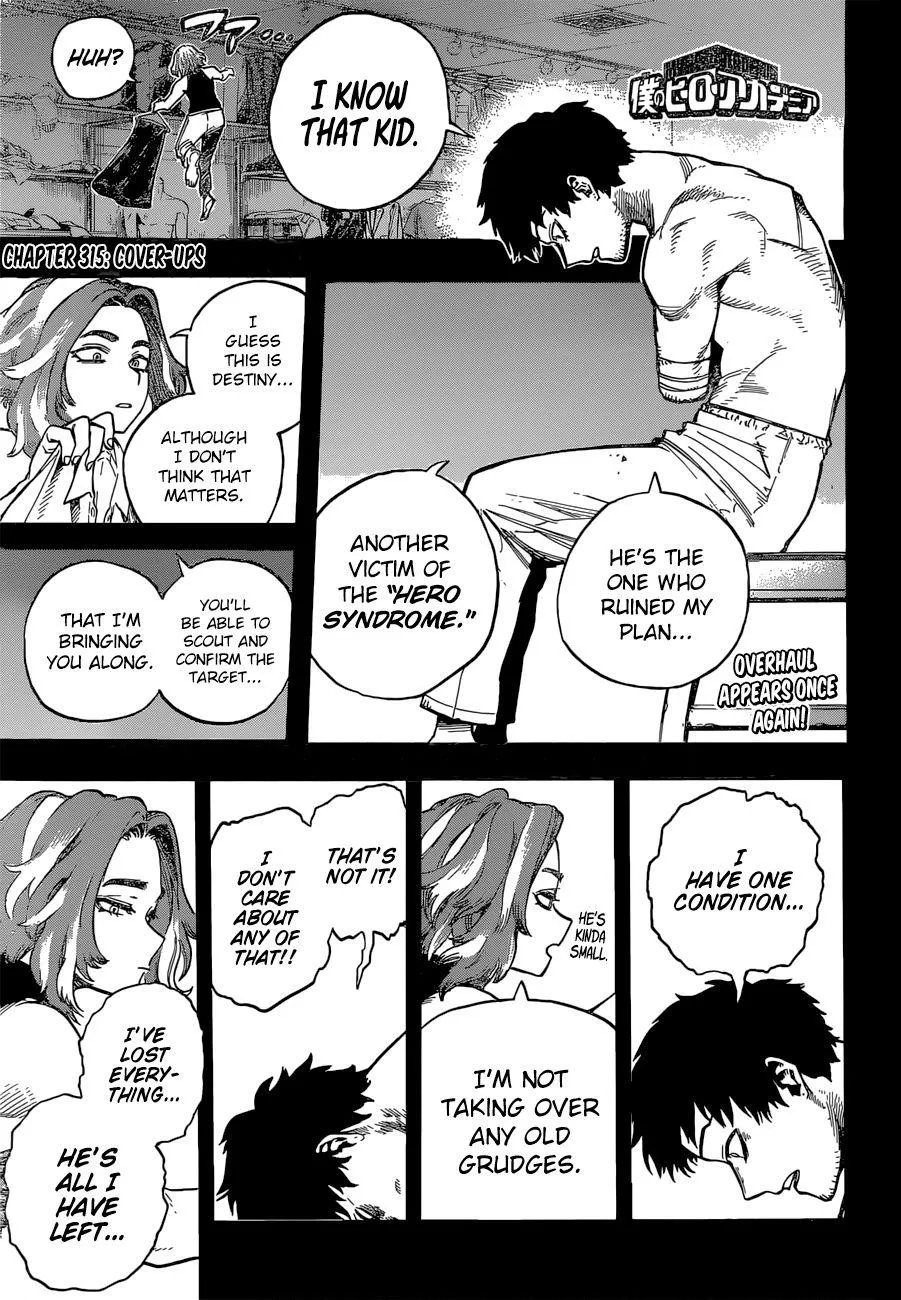 僕のヒーローアカデミア
I KNOW
THAT KID.
HUH?
フワ...
CHAPTER 315: COVER-UPS
HE'S THE
ONE WHO
RUINED MY
PLAN...
ANOTHER
VICTIM OF
THE "HERO
SYNDROME."
OVERHAUL
APPEARS ONCE
AGAIN!
I
GUESS
THIS IS
DESTINY...
ALTHOUGH
I DON'T
THINK THAT
MATTERS.
YOU'LL
BE ABLE TO
SCOUT AND
CONFIRM THE
TARGET...
THAT I'M
BRINGING
YOU ALONG.
I
HAVE ONE
CONDITION...
HE'S
KINDA
SMALL.
I'M NOT
TAKING OVER
ANY OLD
GRUDGES.
THAT'S
NOT IT!
I
DON'T
CARE
ABOUT
ANY OF
THAT!!
I'VE
LOST
EVERY-
THING...
HE'S
ALL I
HAVE
LEFT...